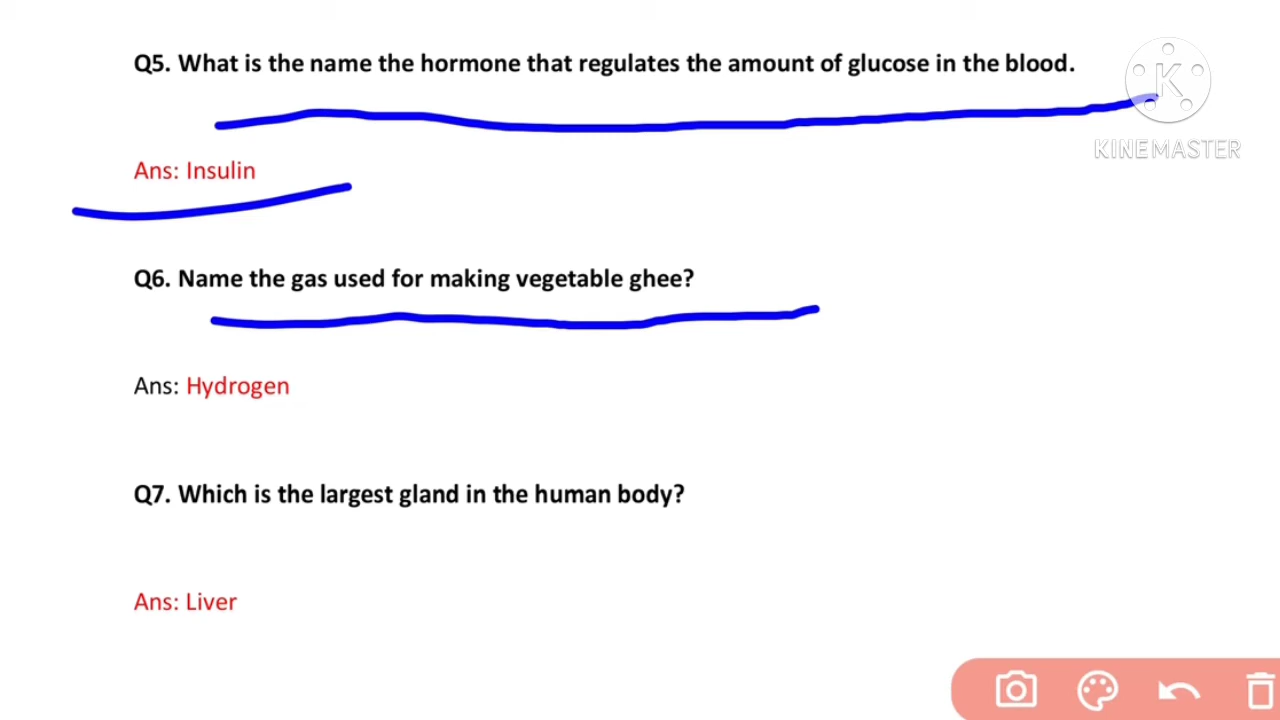 Q5. What is the name the hormone that regulates the amount of glucose in the blood.
KINEMASTER
Ans: Insulin
Q6. Name the gas used for making vegetable ghee?
Ans: Hydrogen
Q7. Which is the largest gland in the human body?
Ans: Liver